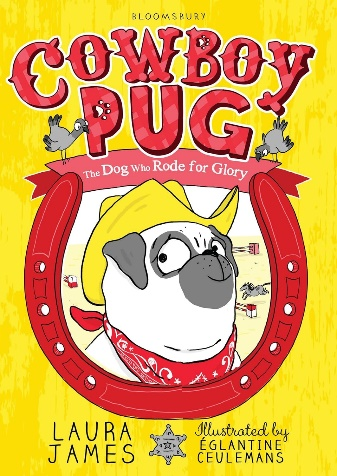 BLOOMSBURY
COWBOY
PUG
The Dog Who Rode for Glory
LAURA
JAMES
Illustrated by
ÉGLANTINE
CEULEMANS